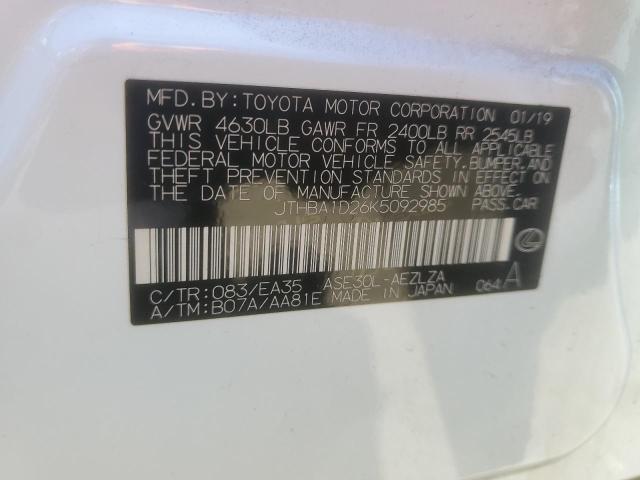 MFD. BY: TOYOTA MOTOR CORPORATION 01/19
GVWR 4630LB GAWR FR 2400LB RR 2545LB
THIS VEHICLE CONFORMS TO ALL APPLICABLE
FEDERAL MOTOR VEHICLE SAFETY, BUMPER, AND
THEFT PREVENTION STANDARDS IN EFFECT ON
THE DATE OF MANUFACTURE SHOWN ABOVE.
JTHBA1D26K5092985 PASS. CAR
C/TR: 083/EA35 ASE30L-AEZLZA
A/TM: B07A/AA81E MADE IN JAPAN 064 A